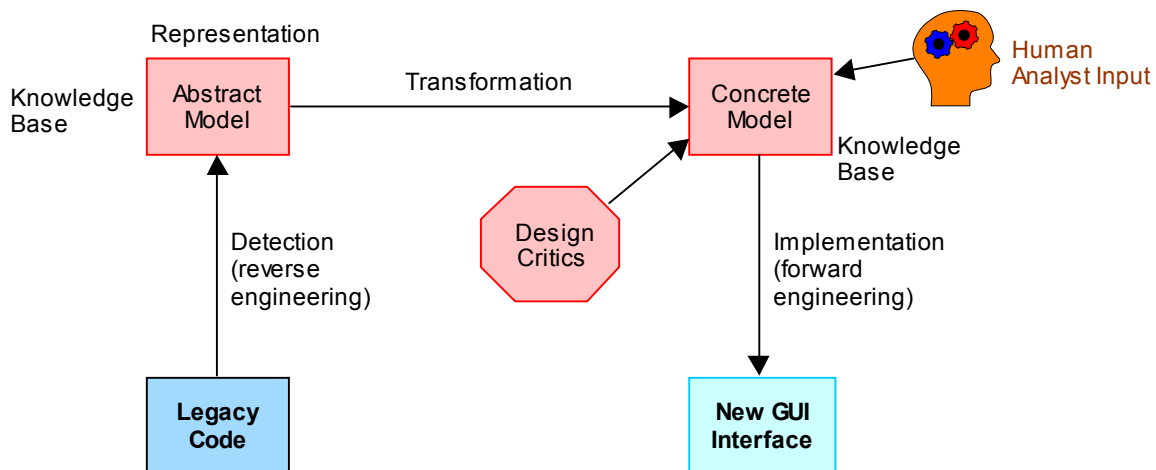 Representation
Knowledge
Base
Abstract
Model
Transformation
Concrete
Model
Human
Analyst Input
Knowledge
Base
Design
Critics
Detection
(reverse
engineering)
Implementation
(forward
engineering)
Legacy
Code
New GUI
Interface